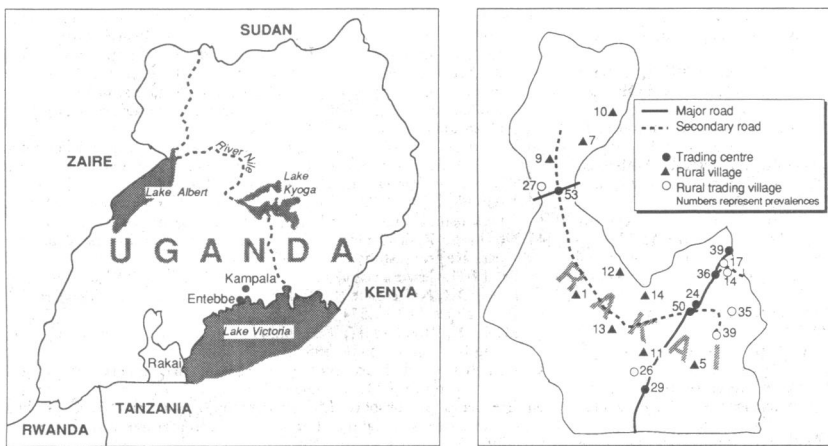 SUDAN
ZAIRE
River Nile
Lake Albert
Lake
Kyoga
UGANDA
Kampala
Entebbe
KENYA
Lake Victoria
Rakai
TANZANIA
RWANDA
Major road
Secondary road
Trading centre
Rural village
Rural trading village
Numbers represent prevalences
10
7
9
27
53
39
17
36
14
12
24
1
14
50
35
13
39
11
5
26
29
RAKAI